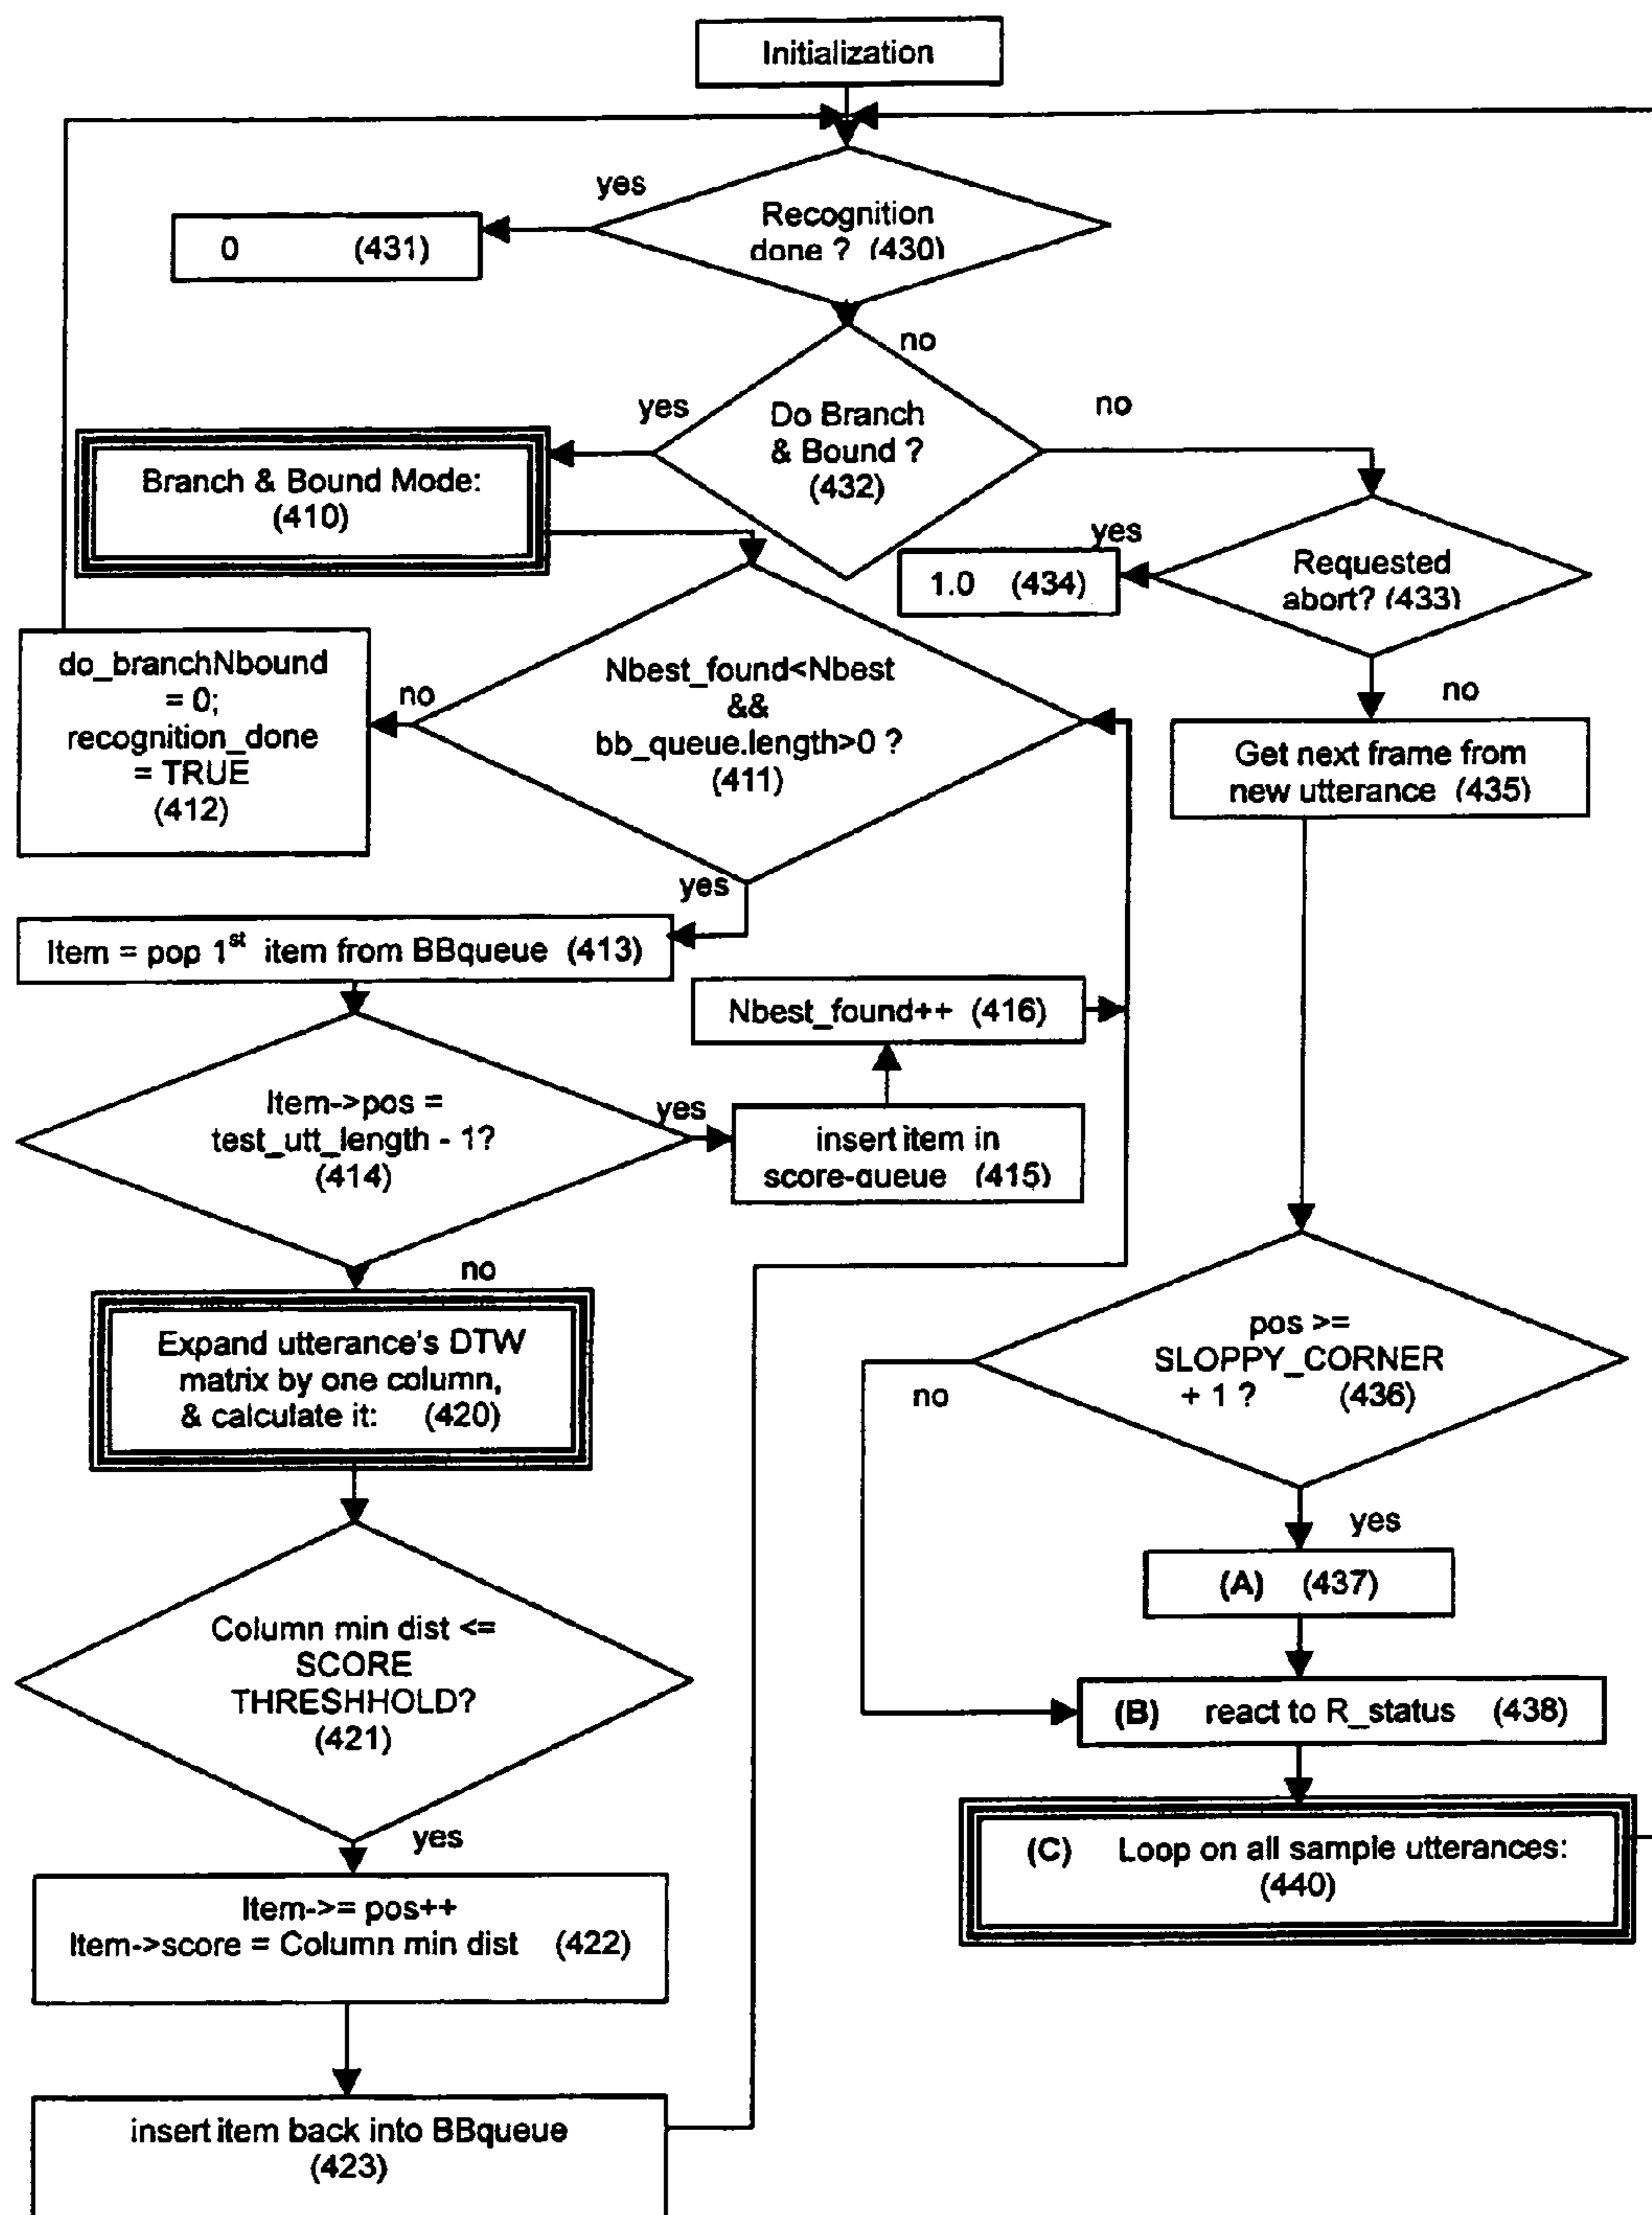 Initialization
yes
Recognition
done ? (430)
0 (431)
no
yes
Do Branch
& Bound ?
(432)
no
Branch & Bound Mode:
(410)
yes
1.0 (434)
Requested
abort? (433)
do_branchNbound
= 0;
recognition_done
= TRUE
(412)
no
Nbest_found<Nbest
&&
bb_queue.length>0 ?
(411)
no
Get next frame from
new utterance (435)
yes
Item = pop 1st item from BBqueue (413)
Nbest_found++ (416)
Item->pos =
test_utt_length - 1?
(414)
yes
insert item in
score-queue (415)
no
Expand utterance's DTW
matrix by one column,
& calculate it: (420)
pos >=
SLOPPY_CORNER
+ 1 ? (436)
no
yes
(A) (437)
Column min dist <=
SCORE
THRESHHOLD?
(421)
(B) react to R_status (438)
yes
(C) Loop on all sample utterances:
(440)
Item->= pos++
Item->score = Column min dist (422)
insert item back into BBqueue
(423)